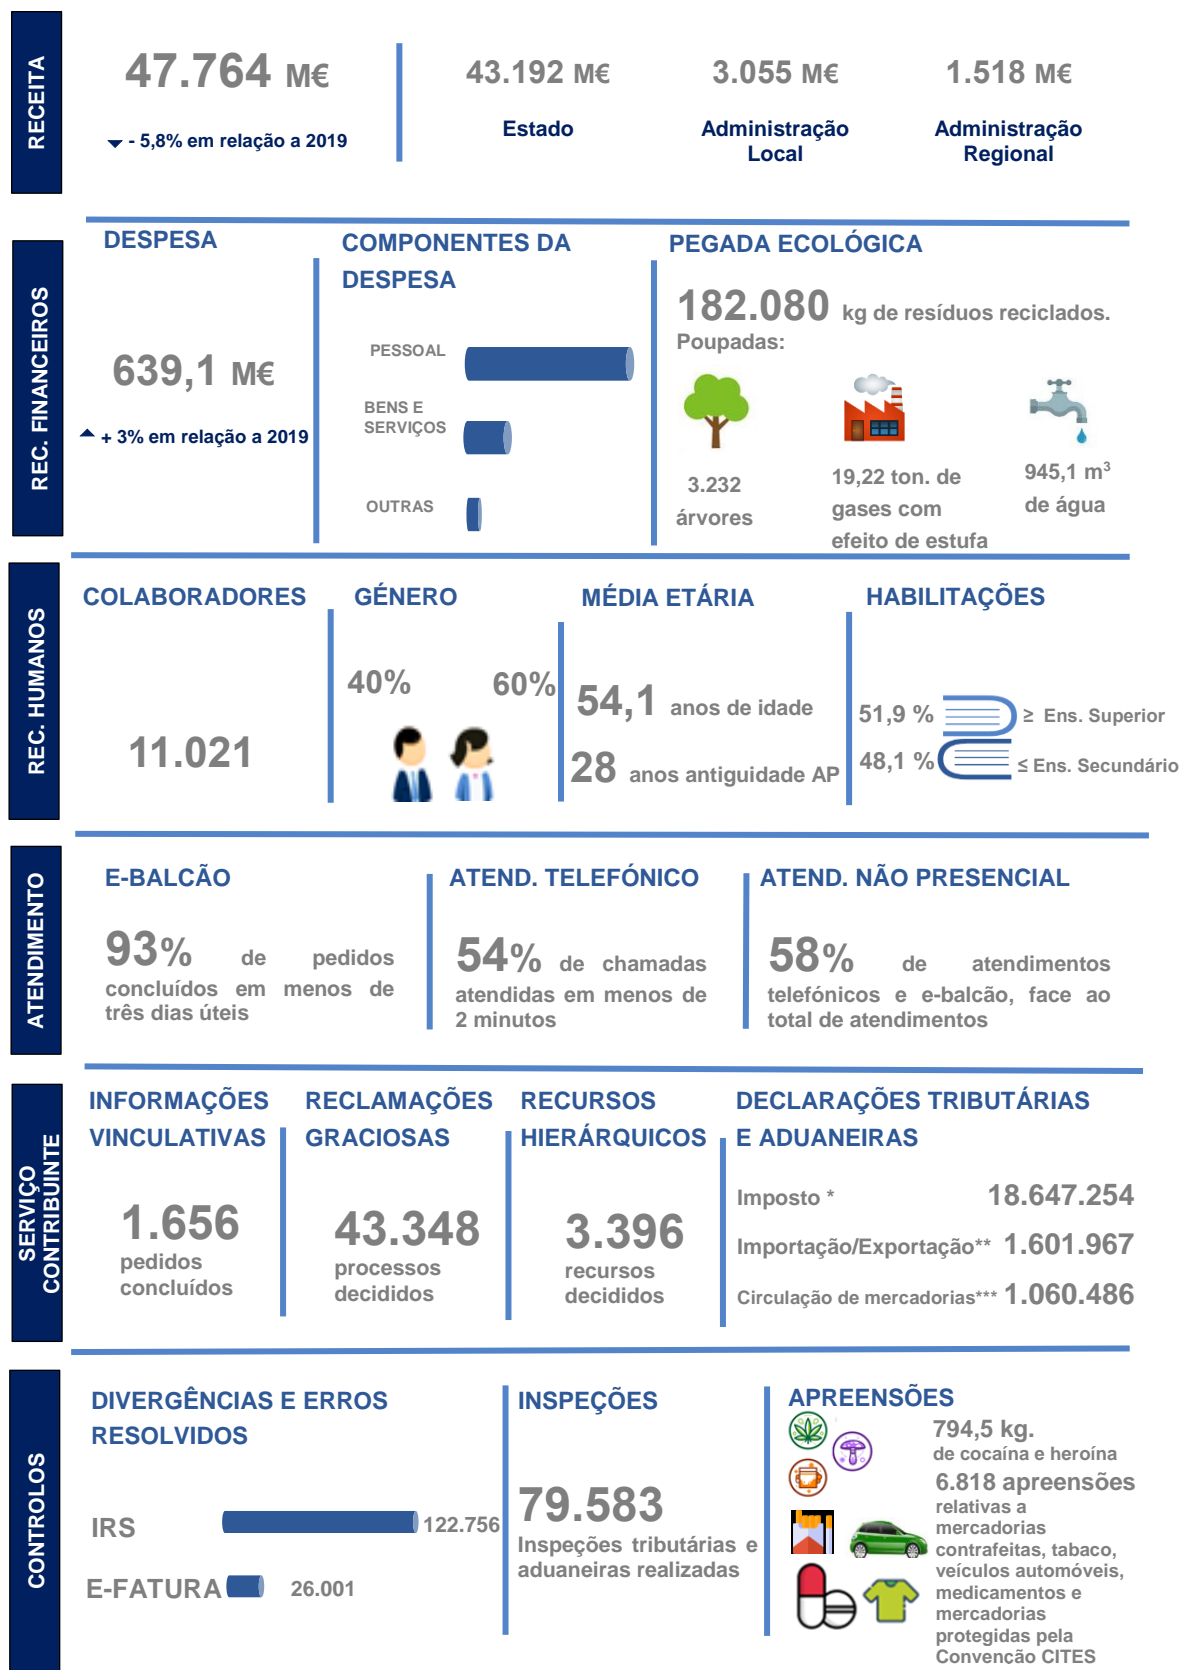 RECEITA
47.764 M€
- 5,8% em relação a 2019
43.192 M€
Estado
3.055 M€
Administração
Local
1.518 M€
Administração
Regional
REC. FINANCEIROS
DESPESA
639,1 M€
+ 3% em relação a 2019
COMPONENTES DA
DESPESA
PESSOAL
BENS E
SERVIÇOS
OUTRAS
PEGADA ECOLÓGICA
182.080 kg de resíduos reciclados.
Poupadas:
3.232
árvores
19,22 ton. de
gases com
efeito de estufa
945,1 m³
de água
REC. HUMANOS
COLABORADORES
11.021
GÉNERO
40%
60%
MÉDIA ETÁRIA
54,1 anos de idade
28 anos antiguidade AP
HABILITAÇÕES
51,9 % ≥ Ens. Superior
48,1 % ≤ Ens. Secundário
ATENDIMENTO
E-BALCÃO
93% de pedidos
concluídos em menos de
três dias úteis
ATEND. TELEFÓNICO
54% de chamadas
atendidas em menos de
2 minutos
ATEND. NÃO PRESENCIAL
58% de atendimentos
telefónicos e e-balcão, face ao
total de atendimentos
SERVIÇO
CONTRIBUINTE
INFORMAÇÕES
VINCULATIVAS
1.656
pedidos
concluídos
RECLAMAÇÕES
GRACIOSAS
43.348
processos
decididos
RECURSOS
HIERÁRQUICOS
3.396
recursos
decididos
DECLARAÇÕES TRIBUTÁRIAS
E ADUANEIRAS
Imposto * 18.647.254
Importação/Exportação** 1.601.967
Circulação de mercadorias*** 1.060.486
CONTROLOS
DIVERGÊNCIAS E ERROS
RESOLVIDOS
IRS 122.756
E-FATURA 26.001
INSPEÇÕES
79.583
Inspeções tributárias e
aduaneiras realizadas
APREENSÕES
794,5 kg.
de cocaína e heroína
6.818 apreensões
relativas a
mercadorias
contrafeitas, tabaco,
veículos automóveis,
medicamentos e
mercadorias
protegidas pela
Convenção CITES